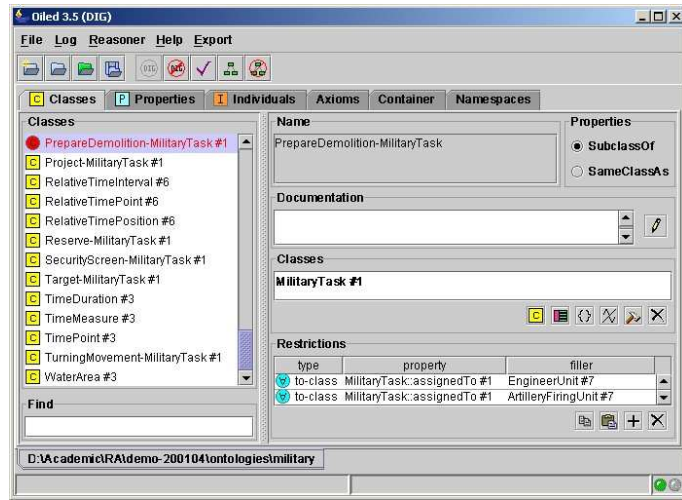 Oiled 3.5 (DIG)
File Log Reasoner Help Export
DIG
C Classes P Properties I Individuals Axioms Container Namespaces
Classes
C PrepareDemolition-MilitaryTask #1
C Project-MilitaryTask #1
C RelativeTimeInterval #6
C RelativeTimePoint #6
C RelativeTimePosition #6
C Reserve-MilitaryTask #1
C SecurityScreen-MilitaryTask #1
C Target-MilitaryTask #1
C TimeDuration #3
C TimeMeasure #3
C TimePoint #3
C TurningMovement-MilitaryTask #1
C WaterArea #3
Find
Name
PrepareDemolition-MilitaryTask
Properties
SubclassOf
SameClassAs
Documentation
Classes
MilitaryTask #1
C {}
Restrictions
type property filler
to-class MilitaryTask::assignedTo #1 EngineerUnit #7
to-class MilitaryTask::assignedTo #1 ArtilleryFiringUnit #7
D:\Academic\RA\demo-200104\ontologies\military